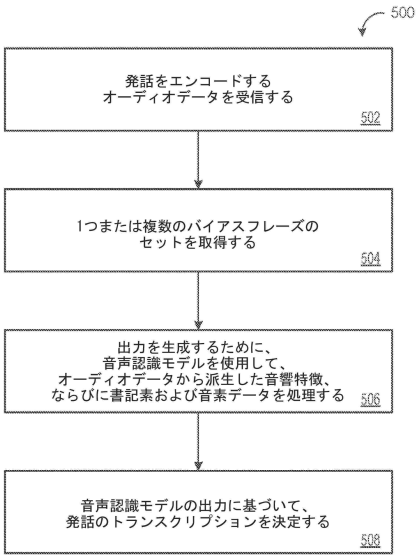 500
発話をエンコードする
オーディオデータを受信する
502
1つまたは複数のバイアスフレーズの
セットを取得する
504
出力を生成するために、
音声認識モデルを使用して、
オーディオデータから派生した音響特徴、
ならびに書記素および音素データを処理する
506
音声認識モデルの出力に基づいて、
発話のトランスクリプションを決定する
508